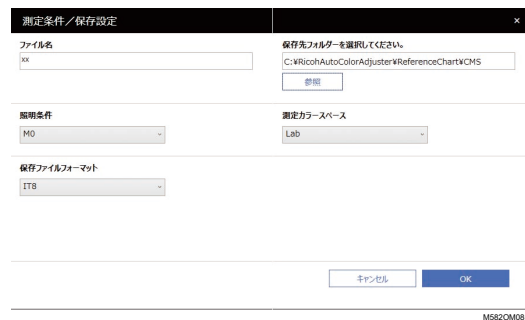 測定条件／保存設定
×
ファイル名
xx
保存先フォルダーを選択してください。
C:¥RicohAutoColorAdjuster¥ReferenceChart¥CMS
参照
照明条件
M0
測定カラースペース
Lab
保存ファイルフォーマット
IT8
キャンセル
OK
M582OM08